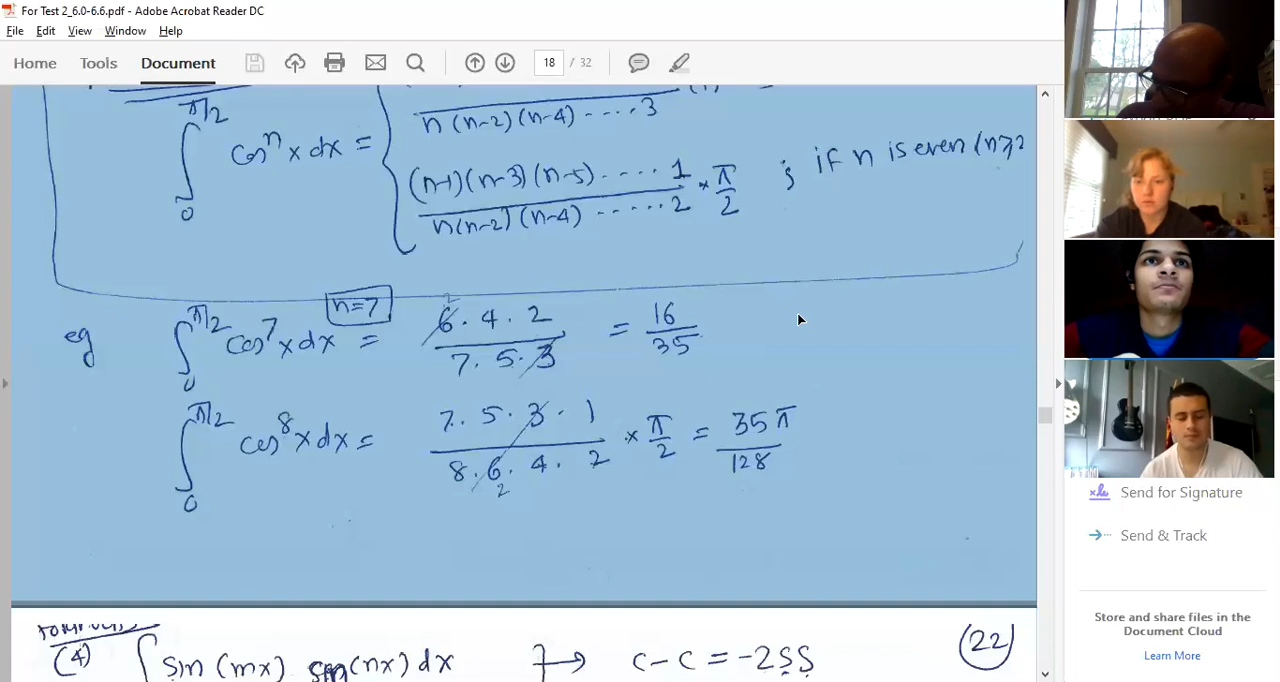 For Test 2_6.0-6.6.pdf - Adobe Acrobat Reader DC
File Edit View Window Help
Home Tools Document 18 / 32
n(n-2)(n-4) ..... 3
∫₀^(π/2) cosⁿ x dx =
(n-1)(n-3)(n-5)..... 1
n(n-2)(n-4) ...... 2
× π/2 ; if n is even (n≥2
n=7
eg ∫₀^(π/2) cos⁷ x dx = 6·4·2 / 7·5·3 = 16/35
2
∫₀^(π/2) cos⁸ x dx = 7·5·3·1 / 8·6·4·2 × π/2 = 35π/128
2
(4) ∫ sin(mx) sin(nx) dx } → C-C = -2SS
(22)
Send for Signature
Send & Track
Store and share files in the
Document Cloud
Learn More